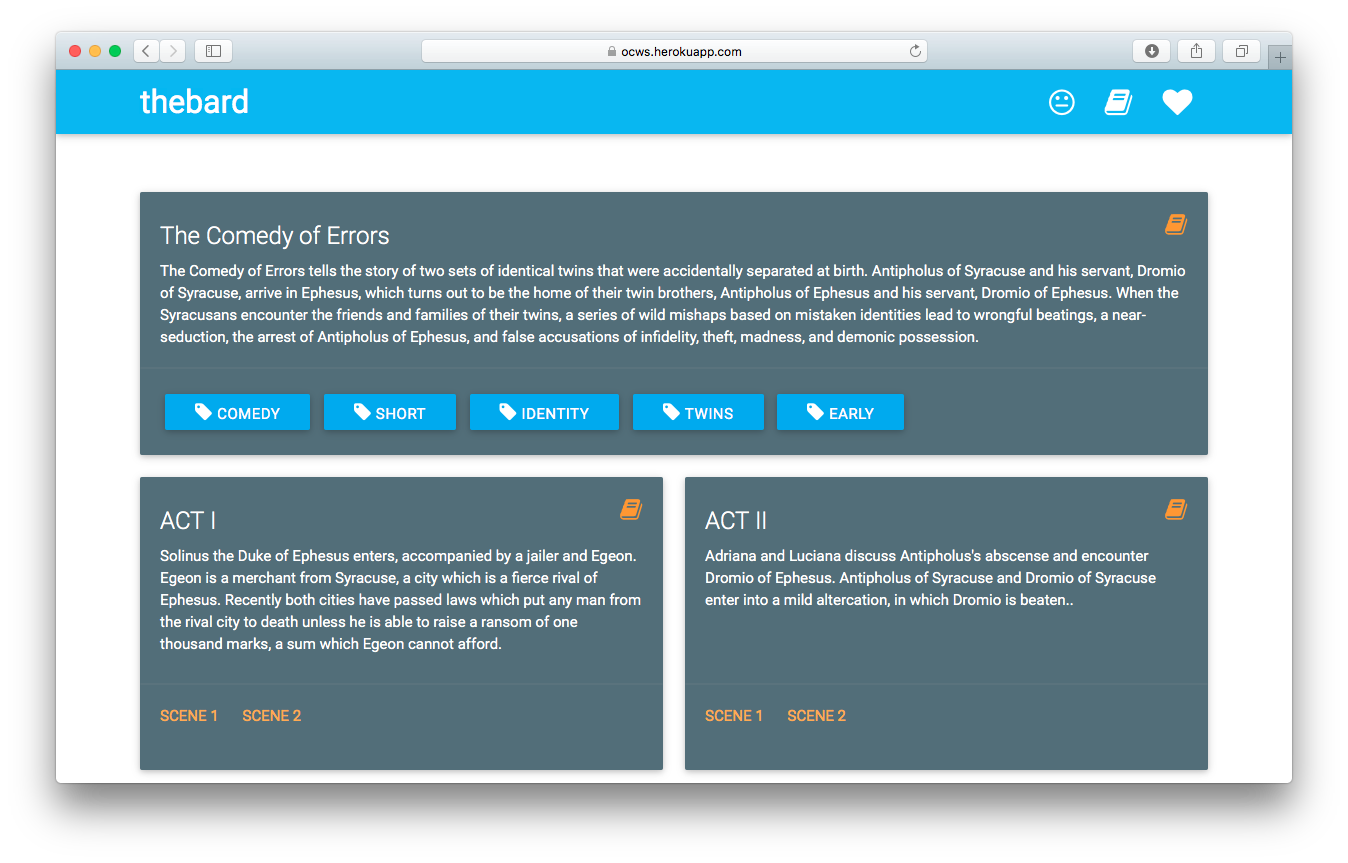 ocws.herokuapp.com
thebard
The Comedy of Errors
The Comedy of Errors tells the story of two sets of identical twins that were accidentally separated at birth. Antipholus of Syracuse and his servant, Dromio
of Syracuse, arrive in Ephesus, which turns out to be the home of their twin brothers, Antipholus of Ephesus and his servant, Dromio of Ephesus. When the
Syracusans encounter the friends and families of their twins, a series of wild mishaps based on mistaken identities lead to wrongful beatings, a near-
seduction, the arrest of Antipholus of Ephesus, and false accusations of infidelity, theft, madness, and demonic possession.
COMEDY SHORT IDENTITY TWINS EARLY
ACT I
Solinus the Duke of Ephesus enters, accompanied by a jailer and Egeon.
Egeon is a merchant from Syracuse, a city which is a fierce rival of
Ephesus. Recently both cities have passed laws which put any man from
the rival city to death unless he is able to raise a ransom of one
thousand marks, a sum which Egeon cannot afford.
SCENE 1 SCENE 2
ACT II
Adriana and Luciana discuss Antipholus's abscense and encounter
Dromio of Ephesus. Antipholus of Syracuse and Dromio of Syracuse
enter into a mild altercation, in which Dromio is beaten..
SCENE 1 SCENE 2